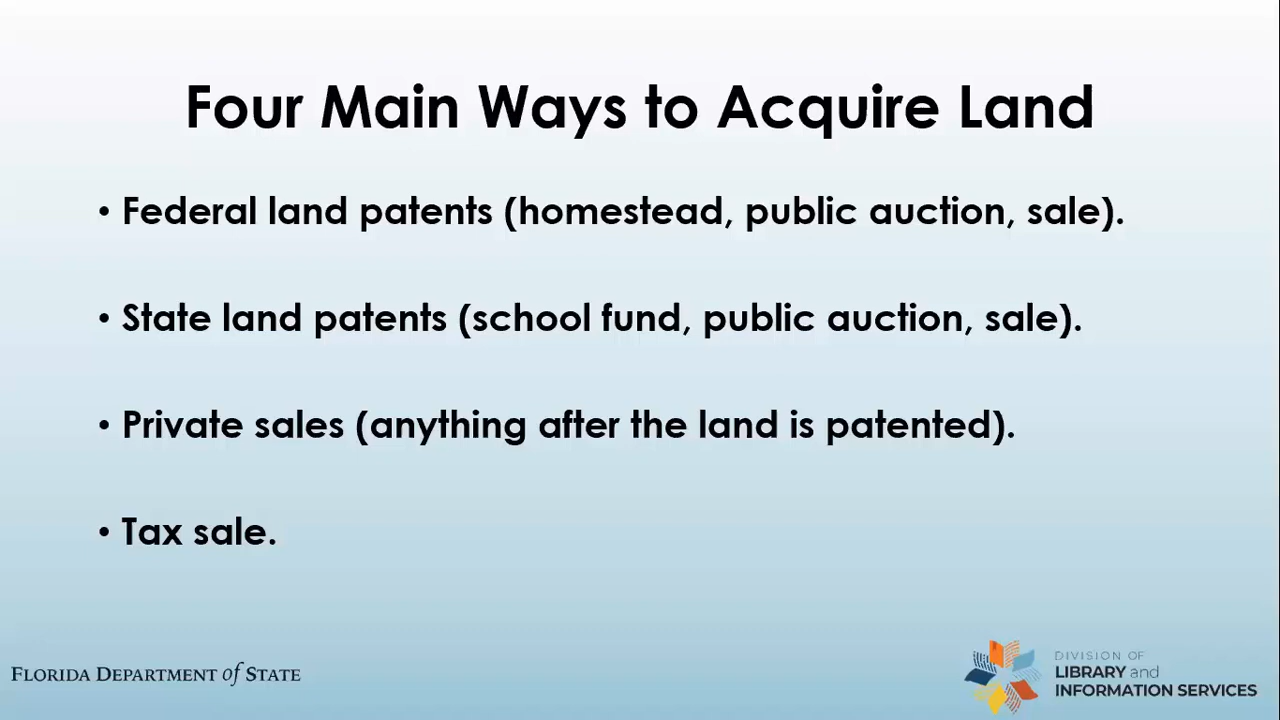 Four Main Ways to Acquire Land
• Federal land patents (homestead, public auction, sale).
• State land patents (school fund, public auction, sale).
• Private sales (anything after the land is patented).
• Tax sale.
FLORIDA DEPARTMENT of STATE
DIVISION OF
LIBRARY and
INFORMATION SERVICES